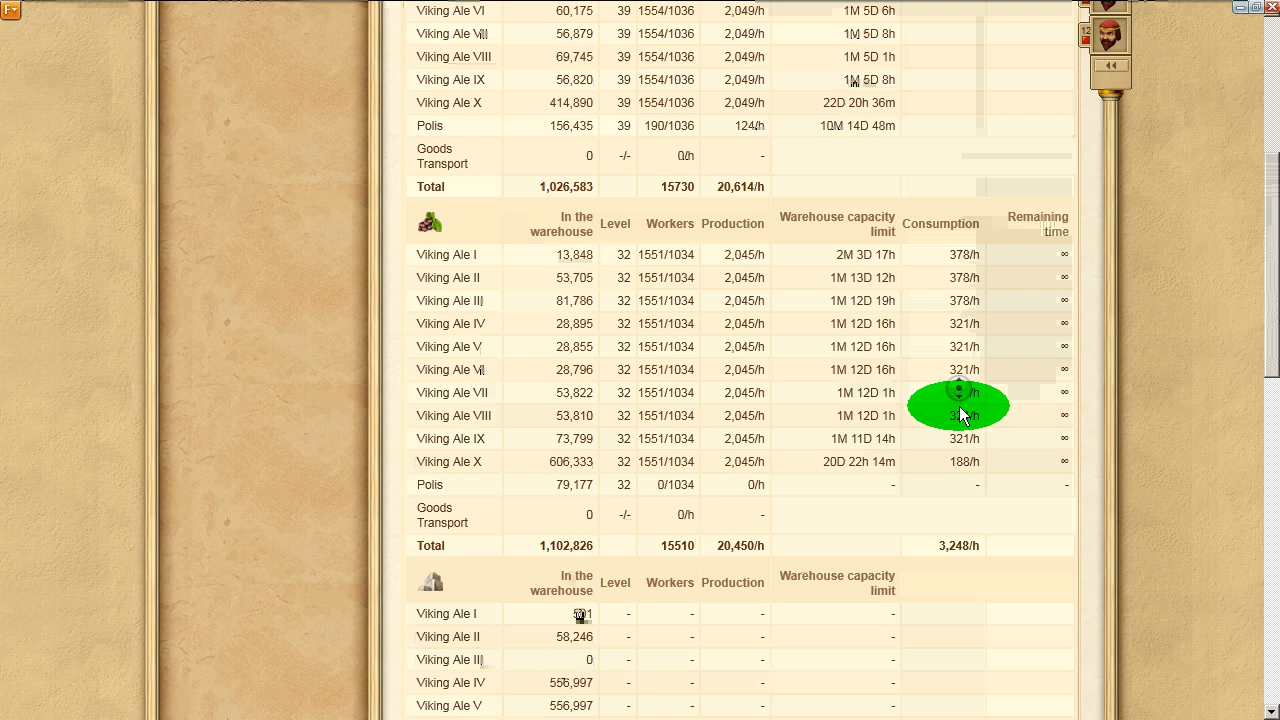 F
Viking Ale VI 60,175 39 1554/1036 2,049/h 1M 5D 6h
12
Viking Ale VII 56,879 39 1554/1036 2,049/h 1M 5D 8h
Viking Ale VIII 69,745 39 1554/1036 2,049/h 1M 5D 1h
Viking Ale IX 56,820 39 1554/1036 2,049/h 1M 5D 8h
Viking Ale X 414,890 39 1554/1036 2,049/h 22D 20h 36m
Polis 156,435 39 190/1036 124/h 10M 14D 48m
Goods
Transport 0 -/- 0/h -
Total 1,026,583 15730 20,614/h
In the
warehouse Level Workers Production Warehouse capacity
limit Consumption Remaining
time
Viking Ale I 13,848 32 1551/1034 2,045/h 2M 3D 17h 378/h ∞
Viking Ale II 53,705 32 1551/1034 2,045/h 1M 13D 12h 378/h ∞
Viking Ale III 81,786 32 1551/1034 2,045/h 1M 12D 19h 378/h ∞
Viking Ale IV 28,895 32 1551/1034 2,045/h 1M 12D 16h 321/h ∞
Viking Ale V 28,855 32 1551/1034 2,045/h 1M 12D 16h 321/h ∞
Viking Ale VI 28,796 32 1551/1034 2,045/h 1M 12D 16h 321/h ∞
Viking Ale VII 53,822 32 1551/1034 2,045/h 1M 12D 1h ∞
Viking Ale VIII 53,810 32 1551/1034 2,045/h 1M 12D 1h ∞
Viking Ale IX 73,799 32 1551/1034 2,045/h 1M 11D 14h 321/h ∞
Viking Ale X 606,333 32 1551/1034 2,045/h 20D 22h 14m 188/h ∞
Polis 79,177 32 0/1034 0/h - - -
Goods
Transport 0 -/- 0/h -
Total 1,102,826 15510 20,450/h 3,248/h
In the
warehouse Level Workers Production Warehouse capacity
limit
Viking Ale I - - - -
Viking Ale II 58,246 - - - -
Viking Ale III 0 - - - -
Viking Ale IV 556,997 - - - -
Viking Ale V 556,997 - - - -